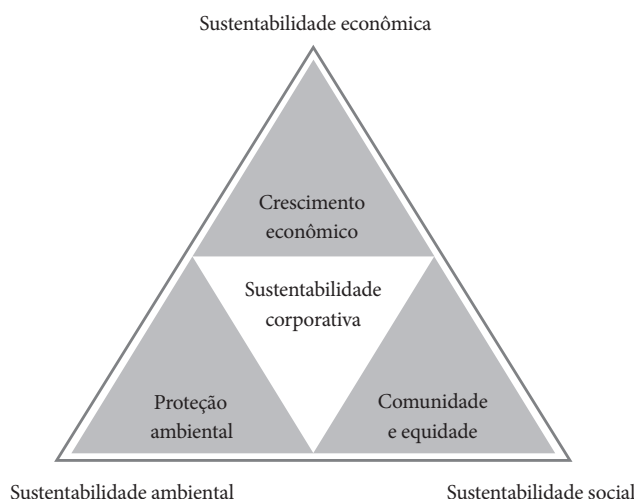 Sustentabilidade econômica
Crescimento
econômico
Sustentabilidade
corporativa
Proteção
ambiental
Comunidade
e equidade
Sustentabilidade ambiental
Sustentabilidade social